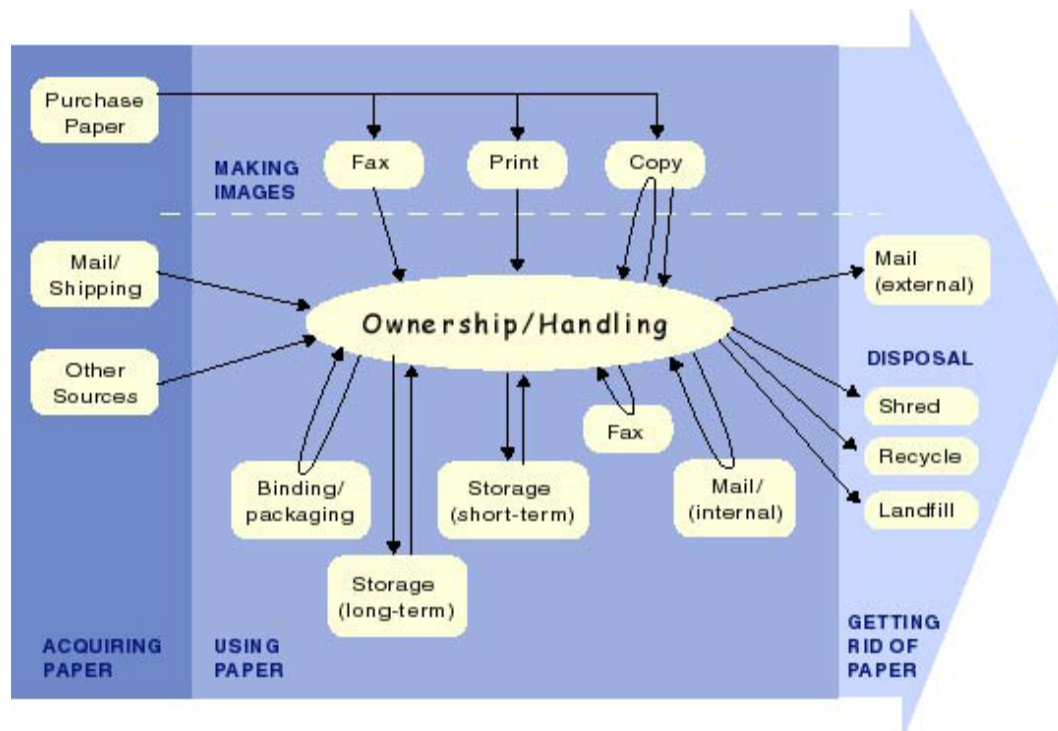 Purchase
Paper
Fax
Print
Copy
MAKING
IMAGES
Mail/
Shipping
Mail
(external)
Ownership/Handling
Other
Sources
DISPOSAL
Shred
Fax
Recycle
Binding/
packaging
Storage
(short-term)
Mail/
(internal)
Landfill
Storage
(long-term)
ACQUIRING
PAPER
USING
PAPER
GETTING
RID OF
PAPER